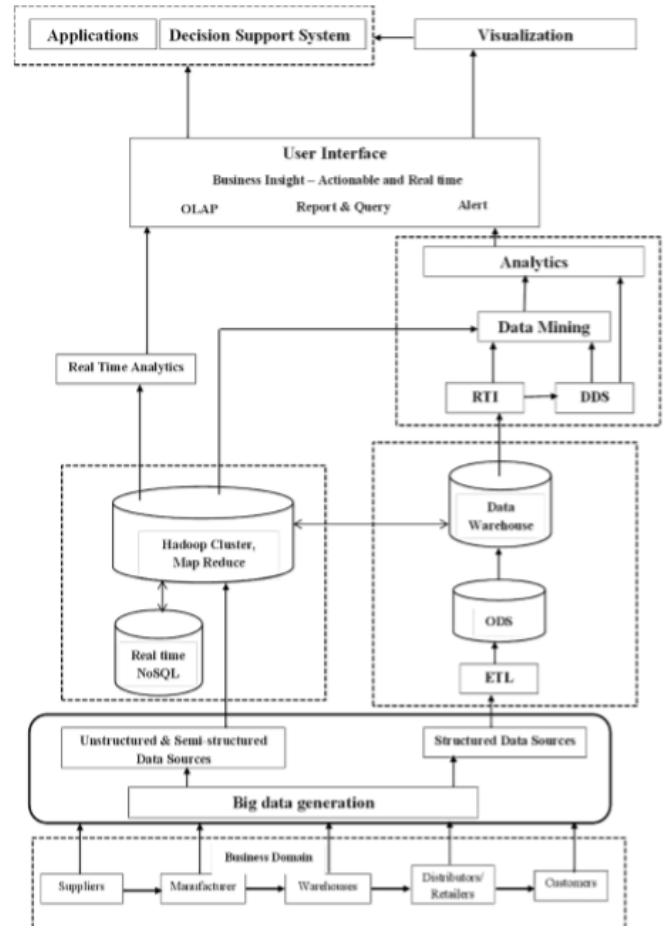 Applications
Decision Support System
Visualization
User Interface
Business Insight – Actionable and Real time
OLAP
Report & Query
Alert
Analytics
Data Mining
Real Time Analytics
RTI
DDS
Data
Warehouse
Hadoop Cluster,
Map Reduce
ODS
Real time
NoSQL
ETL
Unstructured & Semi-structured
Data Sources
Structured Data Sources
Big data generation
Business Domain
Suppliers
Manufacturer
Warehouses
Distributors/
Retailers
Customers